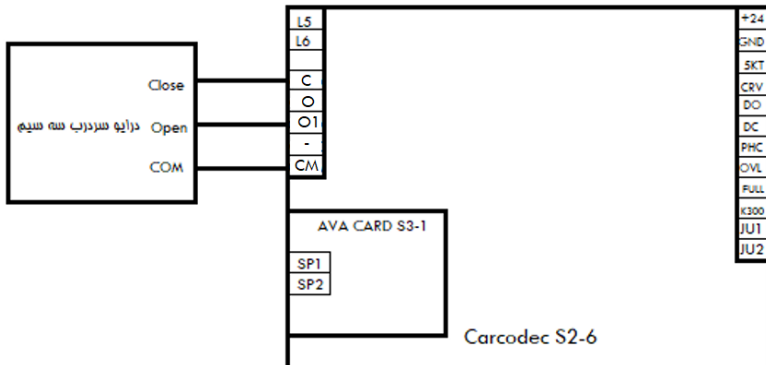 Close
درایو سردرب سه سیم Open
COM
L5
L6
C
O
O1
-
CM
AVA CARD S3-1
SP1
SP2
Carcodec S2-6
+24
GND
5KT
CRV
DO
DC
PHC
OVL
FULL
K300
JU1
JU2